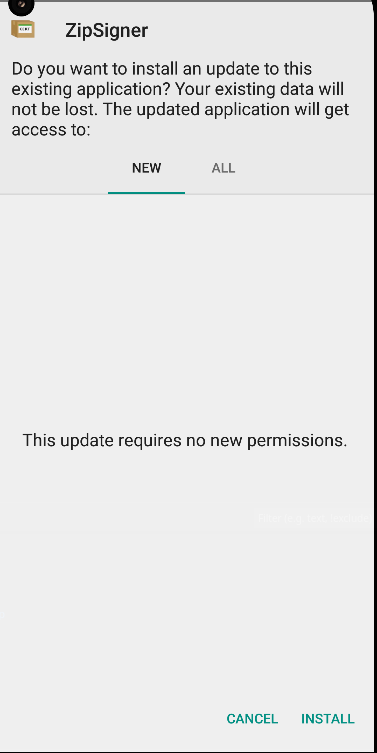 ZipSigner
Do you want to install an update to this
existing application? Your existing data will
not be lost. The updated application will get
access to:
NEW ALL
This update requires no new permissions.
CANCEL INSTALL